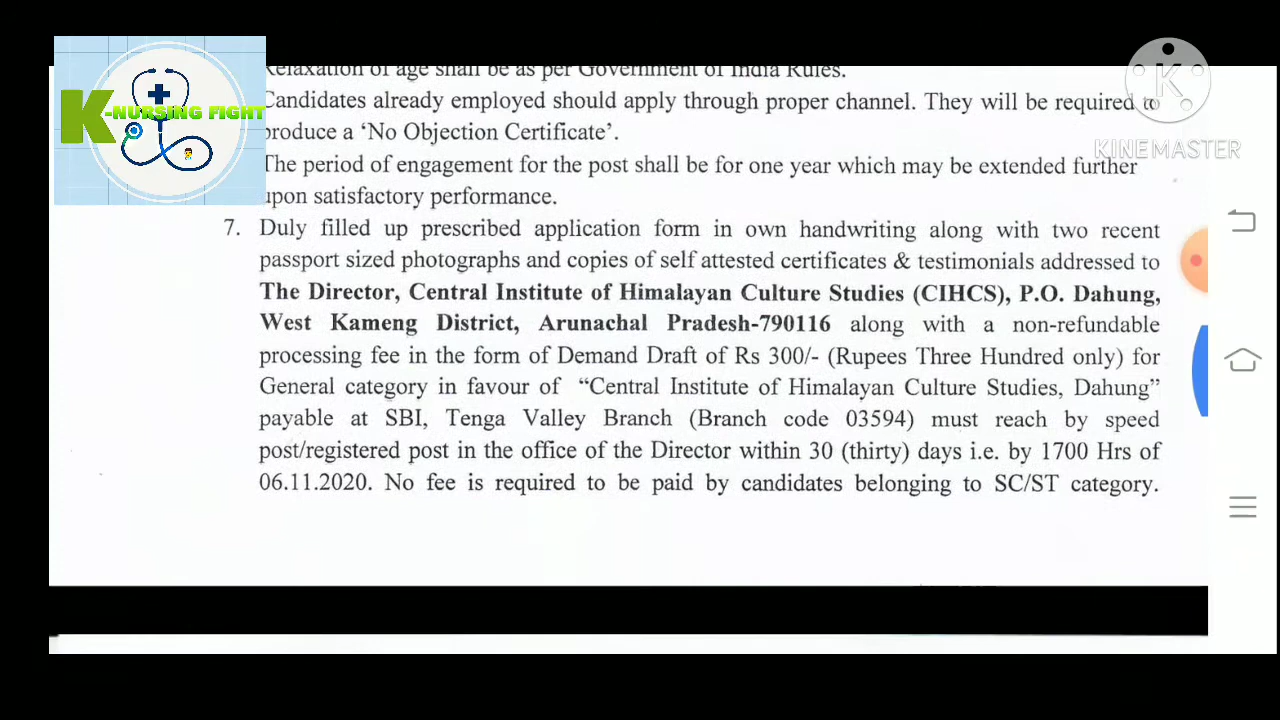 K-NURSING FIGHT
K
KINEMASTER
Relaxation of age shall be as per Government of India Rules.
Candidates already employed should apply through proper channel. They will be required to
produce a ‘No Objection Certificate’.
The period of engagement for the post shall be for one year which may be extended further
upon satisfactory performance.
7. Duly filled up prescribed application form in own handwriting along with two recent
passport sized photographs and copies of self attested certificates & testimonials addressed to
The Director, Central Institute of Himalayan Culture Studies (CIHCS), P.O. Dahung,
West Kameng District, Arunachal Pradesh-790116 along with a non-refundable
processing fee in the form of Demand Draft of Rs 300/- (Rupees Three Hundred only) for
General category in favour of “Central Institute of Himalayan Culture Studies, Dahung”
payable at SBI, Tenga Valley Branch (Branch code 03594) must reach by speed
post/registered post in the office of the Director within 30 (thirty) days i.e. by 1700 Hrs of
06.11.2020. No fee is required to be paid by candidates belonging to SC/ST category.